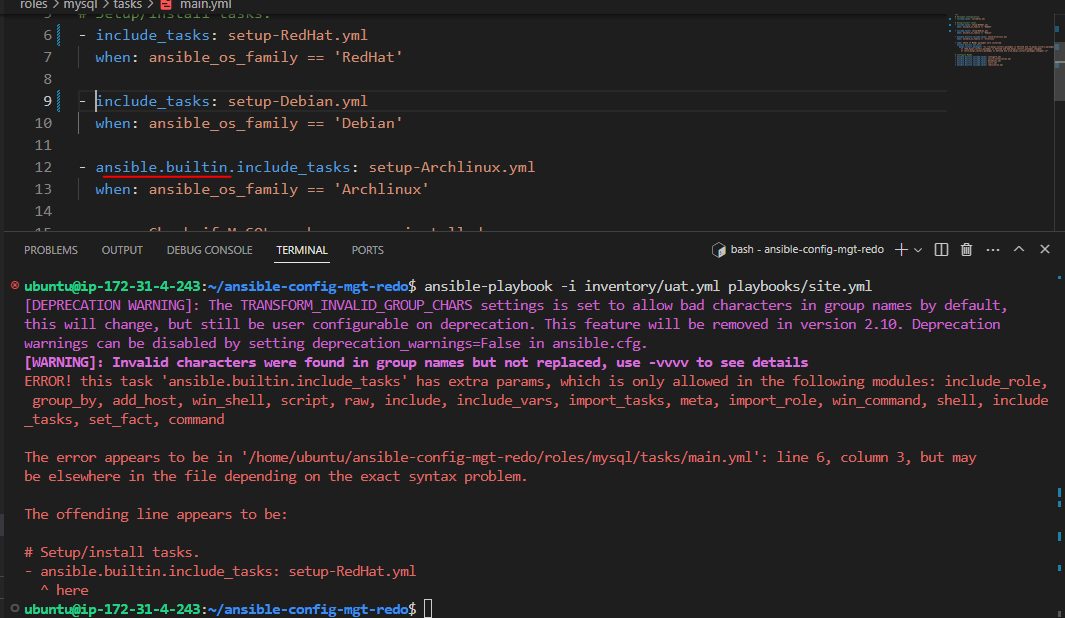 roles > mysql > tasks > main.yml
5 # Setup/install tasks.
6 - include_tasks: setup-RedHat.yml
7 when: ansible_os_family == 'RedHat'
8
9 - include_tasks: setup-Debian.yml
10 when: ansible_os_family == 'Debian'
11
12 - ansible.builtin.include_tasks: setup-Archlinux.yml
13 when: ansible_os_family == 'Archlinux'
14
PROBLEMS OUTPUT DEBUG CONSOLE TERMINAL PORTS bash - ansible-config-mgt-redo
ubuntu@ip-172-31-4-243:~/ansible-config-mgt-redo$ ansible-playbook -i inventory/uat.yml playbooks/site.yml
[DEPRECATION WARNING]: The TRANSFORM_INVALID_GROUP_CHARS settings is set to allow bad characters in group names by default,
this will change, but still be user configurable on deprecation. This feature will be removed in version 2.10. Deprecation
warnings can be disabled by setting deprecation_warnings=False in ansible.cfg.
[WARNING]: Invalid characters were found in group names but not replaced, use -vvvv to see details
ERROR! this task 'ansible.builtin.include_tasks' has extra params, which is only allowed in the following modules: include_role,
group_by, add_host, win_shell, script, raw, include, include_vars, import_tasks, meta, import_role, win_command, shell, include
_tasks, set_fact, command
The error appears to be in '/home/ubuntu/ansible-config-mgt-redo/roles/mysql/tasks/main.yml': line 6, column 3, but may
be elsewhere in the file depending on the exact syntax problem.
The offending line appears to be:
# Setup/install tasks.
- ansible.builtin.include_tasks: setup-RedHat.yml
^ here
ubuntu@ip-172-31-4-243:~/ansible-config-mgt-redo$